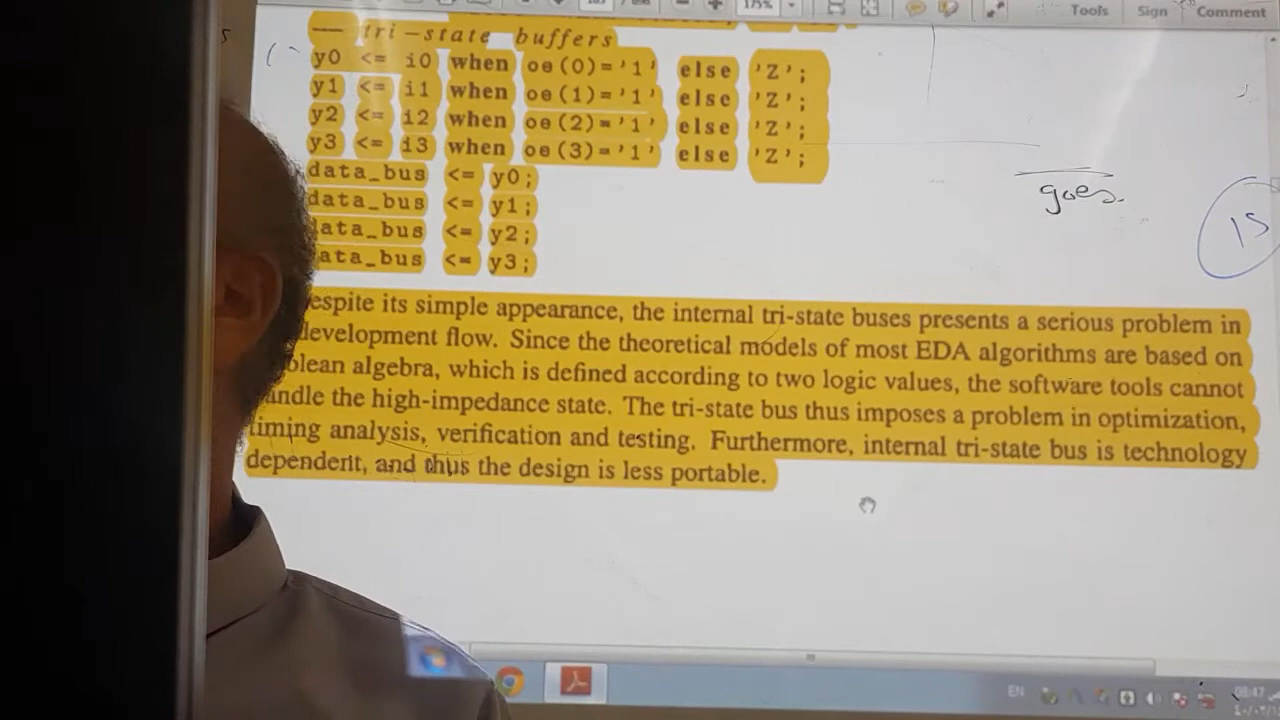 175%
Tools Sign Comment
-- tri-state buffers
y0 <= i0 when oe(0)='1' else 'Z';
y1 <= i1 when oe(1)='1' else 'Z';
y2 <= i2 when oe(2)='1' else 'Z';
y3 <= i3 when oe(3)='1' else 'Z';
data_bus <= y0;
data_bus <= y1;
ata_bus <= y2;
ata_bus <= y3;
goes.
15
espite its simple appearance, the internal tri-state buses presents a serious problem in
development flow. Since the theoretical models of most EDA algorithms are based on
olean algebra, which is defined according to two logic values, the software tools cannot
andle the high-impedance state. The tri-state bus thus imposes a problem in optimization,
timing analysis, verification and testing. Furthermore, internal tri-state bus is technology
dependent, and thus the design is less portable.
EN
08:47